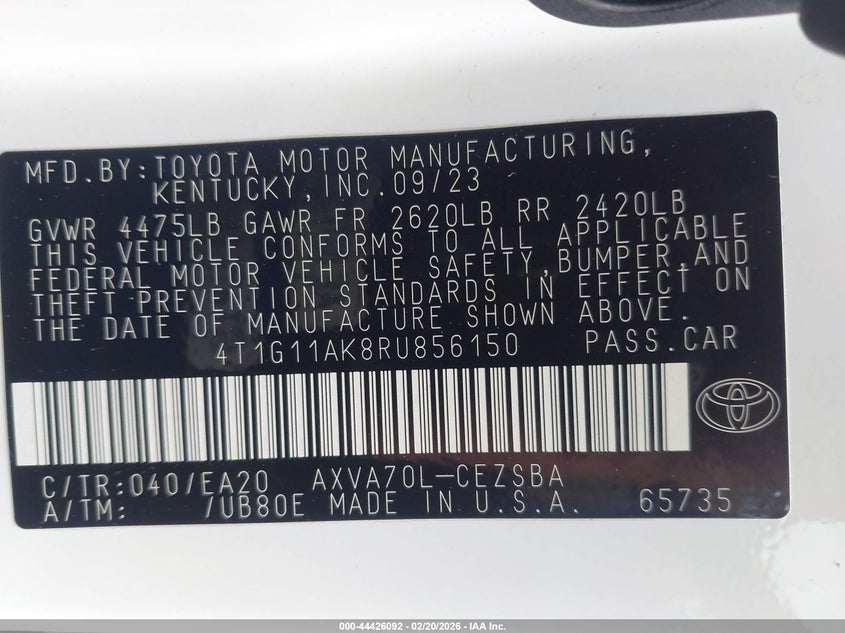 MFD.BY:TOYOTA MOTOR MANUFACTURING,
KENTUCKY,INC.09/23
GVWR 4475LB GAWR FR 2620LB RR 2420LB
THIS VEHICLE CONFORMS TO ALL APPLICABLE
FEDERAL MOTOR VEHICLE SAFETY,BUMPER,AND
THEFT PREVENTION STANDARDS IN EFFECT ON
THE DATE OF MANUFACTURE SHOWN ABOVE.
4T1G11AK8RU856150 PASS.CAR
C/TR:040/EA20 AXVA70L-CEZSBA
A/TM: /UB80E MADE IN U.S.A. 65735
000-44426092 - 02/20/2026 - IAA Inc.